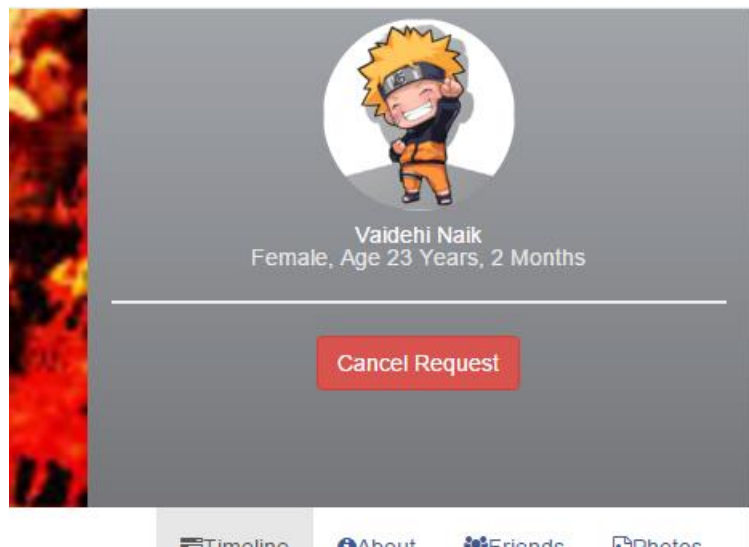 Vaidehi Naik
Female, Age 23 Years, 2 Months
Cancel Request
Timeline About Friends Photos